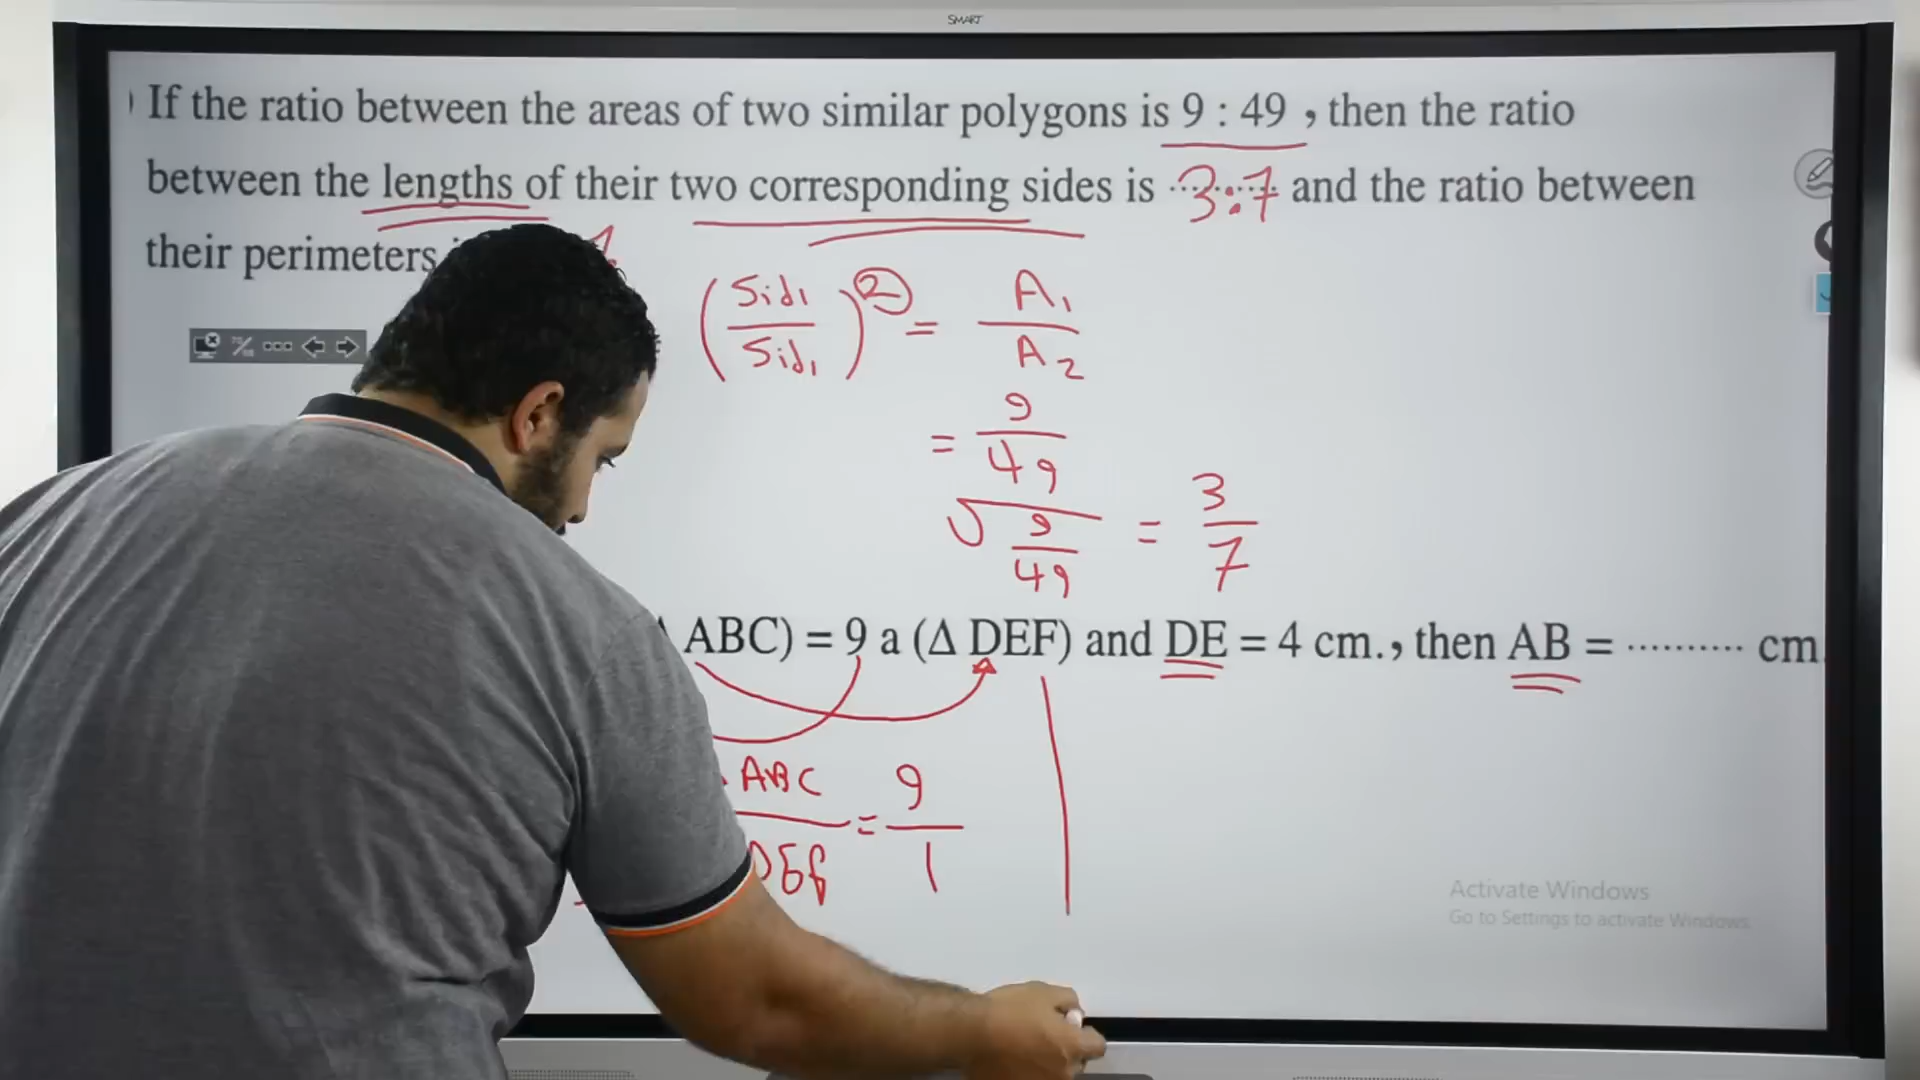 SMART
If the ratio between the areas of two similar polygons is 9 : 49 , then the ratio
between the lengths of their two corresponding sides is 3:7 and the ratio between
their perimeters
(Sid1 / Sid1)² = A1 / A2
= 9 / 49
√ 9 / 49 = 3 / 7
ABC) = 9 a (Δ DEF) and DE = 4 cm. , then AB = ·········· cm
ABC / DEF = 9 / 1
Activate Windows
Go to Settings to activate Windows.